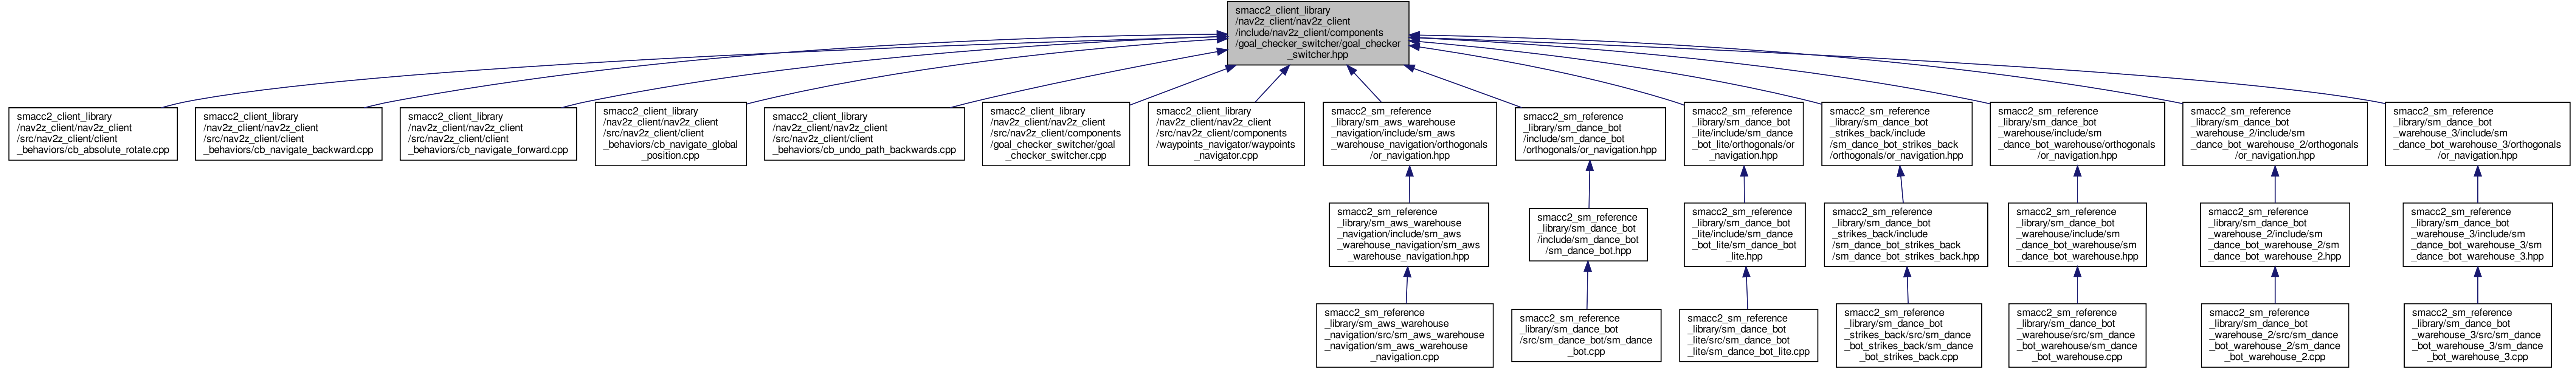 smacc2_client_library
/nav2z_client/nav2z_client
/include/nav2z_client/components
/goal_checker_switcher/goal_checker
_switcher.hpp
smacc2_client_library
/nav2z_client/nav2z_client
/src/nav2z_client/client
_behaviors/cb_absolute_rotate.cpp
smacc2_client_library
/nav2z_client/nav2z_client
/src/nav2z_client/client
_behaviors/cb_navigate_backward.cpp
smacc2_client_library
/nav2z_client/nav2z_client
/src/nav2z_client/client
_behaviors/cb_navigate_forward.cpp
smacc2_client_library
/nav2z_client/nav2z_client
/src/nav2z_client/client
_behaviors/cb_navigate_global
_position.cpp
smacc2_client_library
/nav2z_client/nav2z_client
/src/nav2z_client/client
_behaviors/cb_undo_path_backwards.cpp
smacc2_client_library
/nav2z_client/nav2z_client
/src/nav2z_client/components
/goal_checker_switcher/goal
_checker_switcher.cpp
smacc2_client_library
/nav2z_client/nav2z_client
/src/nav2z_client/components
/waypoints_navigator/waypoints
_navigator.cpp
smacc2_sm_reference
_library/sm_aws_warehouse
_navigation/include/sm_aws
_warehouse_navigation/orthogonals
/or_navigation.hpp
smacc2_sm_reference
_library/sm_dance_bot
/include/sm_dance_bot
/orthogonals/or_navigation.hpp
smacc2_sm_reference
_library/sm_dance_bot
_lite/include/sm_dance
_bot_lite/orthogonals/or
_navigation.hpp
smacc2_sm_reference
_library/sm_dance_bot
_strikes_back/include
/sm_dance_bot_strikes_back
/orthogonals/or_navigation.hpp
smacc2_sm_reference
_library/sm_dance_bot
_warehouse/include/sm
_dance_bot_warehouse/orthogonals
/or_navigation.hpp
smacc2_sm_reference
_library/sm_dance_bot
_warehouse_2/include/sm
_dance_bot_warehouse_2/orthogonals
/or_navigation.hpp
smacc2_sm_reference
_library/sm_dance_bot
_warehouse_3/include/sm
_dance_bot_warehouse_3/orthogonals
/or_navigation.hpp
smacc2_sm_reference
_library/sm_aws_warehouse
_navigation/include/sm_aws
_warehouse_navigation/sm_aws
_warehouse_navigation.hpp
smacc2_sm_reference
_library/sm_dance_bot
/include/sm_dance_bot
/sm_dance_bot.hpp
smacc2_sm_reference
_library/sm_dance_bot
_lite/include/sm_dance
_bot_lite/sm_dance_bot
_lite.hpp
smacc2_sm_reference
_library/sm_dance_bot
_strikes_back/include
/sm_dance_bot_strikes_back
/sm_dance_bot_strikes_back.hpp
smacc2_sm_reference
_library/sm_dance_bot
_warehouse/include/sm
_dance_bot_warehouse/sm
_dance_bot_warehouse.hpp
smacc2_sm_reference
_library/sm_dance_bot
_warehouse_2/include/sm
_dance_bot_warehouse_2/sm
_dance_bot_warehouse_2.hpp
smacc2_sm_reference
_library/sm_dance_bot
_warehouse_3/include/sm
_dance_bot_warehouse_3/sm
_dance_bot_warehouse_3.hpp
smacc2_sm_reference
_library/sm_aws_warehouse
_navigation/src/sm_aws_warehouse
_navigation/sm_aws_warehouse
_navigation.cpp
smacc2_sm_reference
_library/sm_dance_bot
/src/sm_dance_bot/sm_dance
_bot.cpp
smacc2_sm_reference
_library/sm_dance_bot
_lite/src/sm_dance_bot
_lite/sm_dance_bot_lite.cpp
smacc2_sm_reference
_library/sm_dance_bot
_strikes_back/src/sm_dance
_bot_strikes_back/sm_dance
_bot_strikes_back.cpp
smacc2_sm_reference
_library/sm_dance_bot
_warehouse/src/sm_dance
_bot_warehouse/sm_dance
_bot_warehouse.cpp
smacc2_sm_reference
_library/sm_dance_bot
_warehouse_2/src/sm_dance
_bot_warehouse_2/sm_dance
_bot_warehouse_2.cpp
smacc2_sm_reference
_library/sm_dance_bot
_warehouse_3/src/sm_dance
_bot_warehouse_3/sm_dance
_bot_warehouse_3.cpp